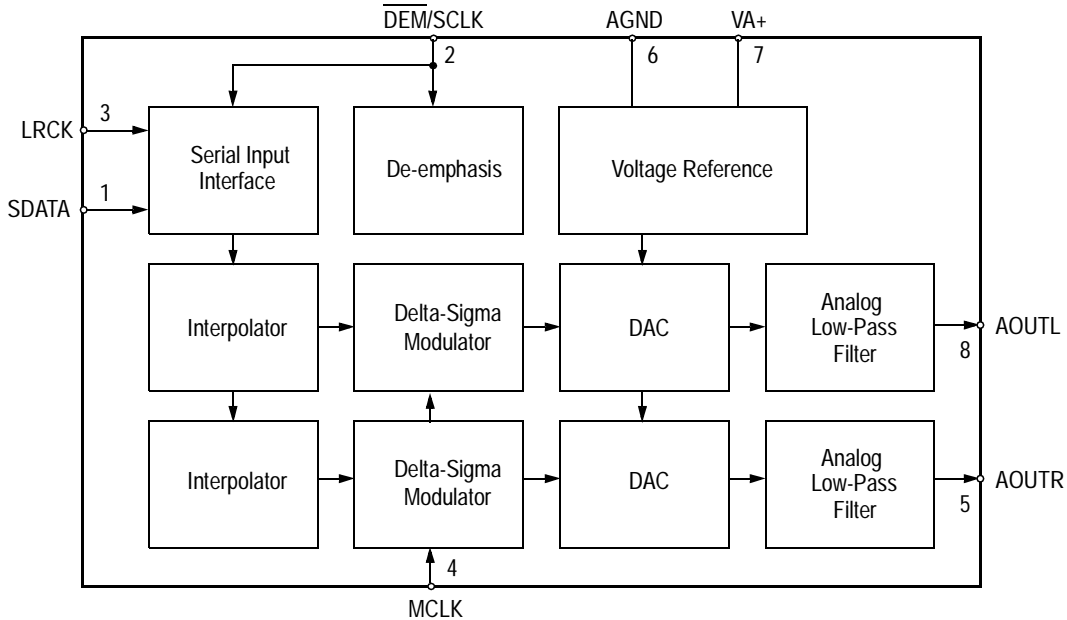 DEM/SCLK AGND VA+
2 6 7
LRCK 3
SDATA 1
Serial Input
Interface
De-emphasis
Voltage Reference
Interpolator
Delta-Sigma
Modulator
DAC
Analog
Low-Pass
Filter
8
AOUTL
Interpolator
Delta-Sigma
Modulator
DAC
Analog
Low-Pass
Filter
5
AOUTR
4
MCLK